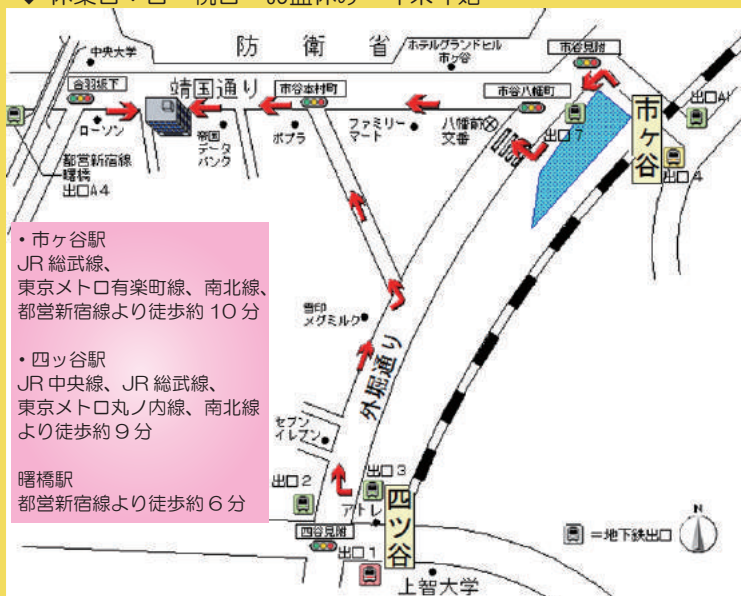 中央大学
防衛省
ホテルグランドヒル
市ヶ谷
市谷見附
合羽坂下
靖国通り
市谷本村町
市谷八幡町
市ヶ谷
出口A1
ローソン
帝国
データ
バンク
ポプラ
ファミリー
マート
八幡前
交番
出口7
出口4
都営新宿線
曙橋
出口A4
・市ヶ谷駅
JR 総武線、
東京メトロ有楽町線、南北線、
都営新宿線より徒歩約 10 分
・四ッ谷駅
JR 中央線、JR 総武線、
東京メトロ丸ノ内線、南北線
より徒歩約 9 分
曙橋駅
都営新宿線より徒歩約 6 分
雪印
メグミルク
外堀通り
セブン
イレブン
出口2
出口3
アトレ
四ツ谷
四谷見附
出口1
上智大学
=地下鉄出口
N